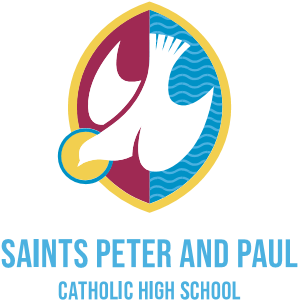 SAINTS PETER AND PAUL
CATHOLIC HIGH SCHOOL